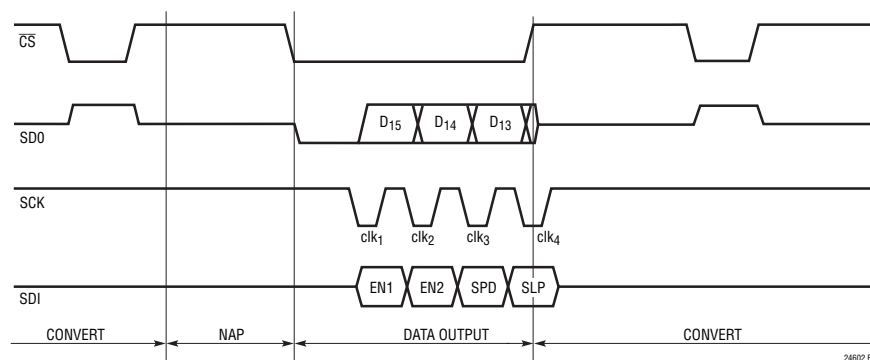 CS
SD0
D15 D14 D13
SCK
clk1 clk2 clk3 clk4
SDI
EN1 EN2 SPD SLP
CONVERT NAP DATA OUTPUT CONVERT